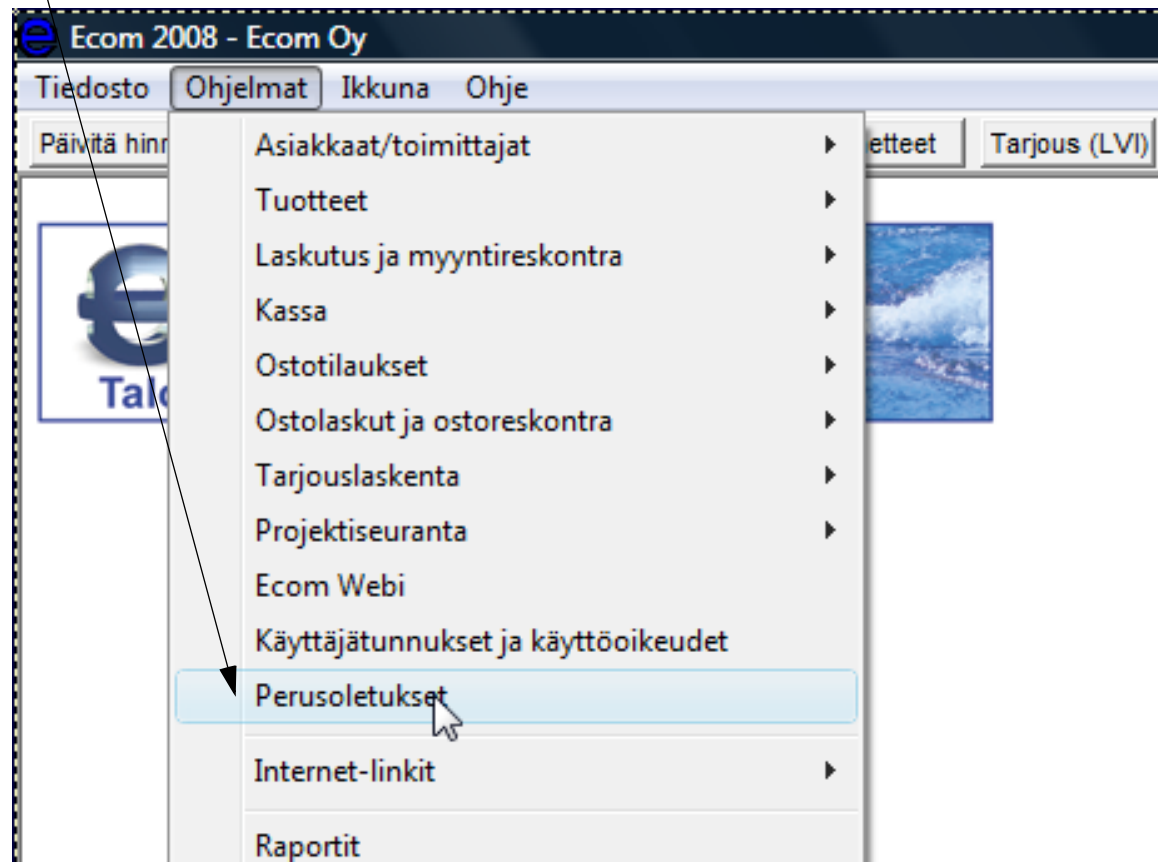 Ecom 2008 - Ecom Oy
Tiedosto Ohjelmat Ikkuna Ohje
Päivitä Tarjous (LVI)
Asiakkaat/toimittajat
Tuotteet
Laskutus ja myyntireskontra
Kassa
Ostotilaukset
Ostolaskut ja ostoreskontra
Tarjouslaskenta
Projektiseuranta
Ecom Webi
Käyttäjätunnukset ja käyttöoikeudet
Perusoletukset
Internet-linkit
Raportit